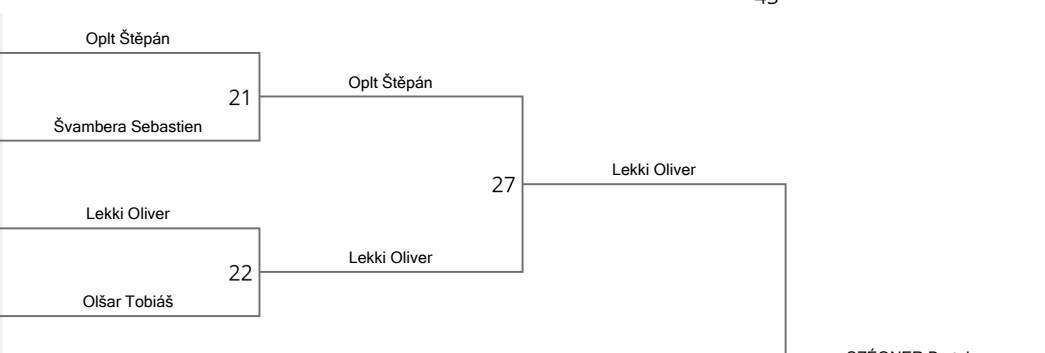 Oplt Štěpán
Oplt Štěpán
21
Švambera Sebastien
Lekki Oliver
27
Lekki Oliver
Lekki Oliver
22
Olšar Tobiáš